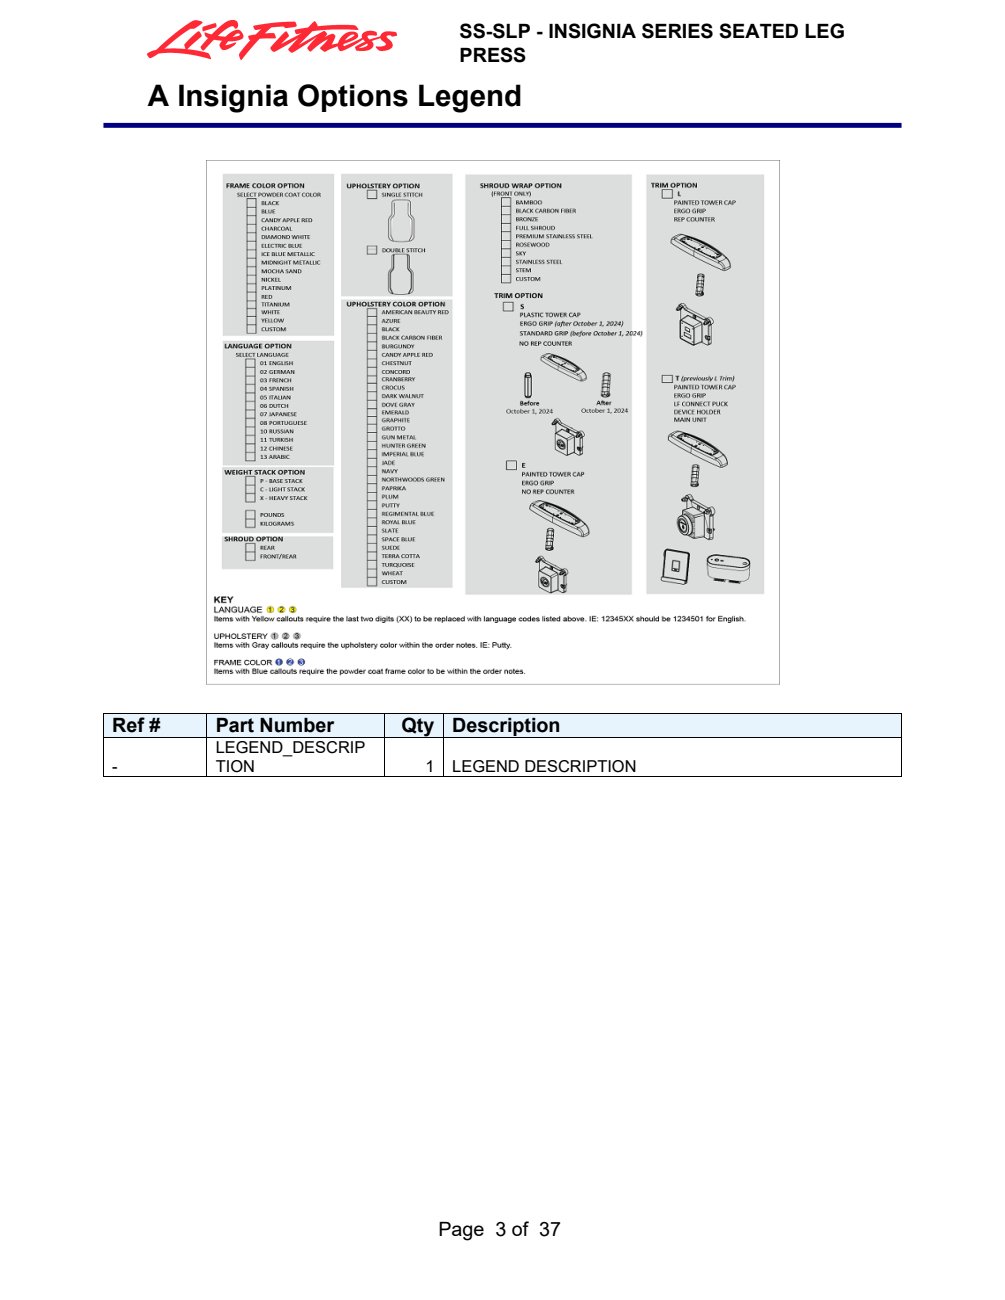 Life Fitness
SS-SLP - INSIGNIA SERIES SEATED LEG
PRESS
A Insignia Options Legend
FRAME COLOR OPTION
SELECT POWDER COAT COLOR
BLACK
BLUE
CANDY APPLE RED
CHARCOAL
DIAMOND WHITE
ELECTRIC BLUE
ICE BLUE METALLIC
MIDNIGHT METALLIC
MOCHA SAND
NICKEL
PLATINUM
RED
TITANIUM
WHITE
YELLOW
CUSTOM
LANGUAGE OPTION
SELECT LANGUAGE
01 ENGLISH
02 GERMAN
03 FRENCH
04 SPANISH
05 ITALIAN
06 DUTCH
07 JAPANESE
08 PORTUGUESE
10 RUSSIAN
11 TURKISH
12 CHINESE
13 ARABIC
WEIGHT STACK OPTION
P - BASE STACK
C - LIGHT STACK
X - HEAVY STACK
POUNDS
KILOGRAMS
SHROUD OPTION
REAR
FRONT/REAR
UPHOLSTERY OPTION
SINGLE STITCH
DOUBLE STITCH
UPHOLSTERY COLOR OPTION
AMERICAN BEAUTY RED
AZURE
BLACK
BLACK CARBON FIBER
BURGUNDY
CANDY APPLE RED
CHESTNUT
CONCORD
CRANBERRY
CROCUS
DARK WALNUT
DOVE GRAY
EMERALD
GRAPHITE
GROTTO
GUN METAL
HUNTER GREEN
IMPERIAL BLUE
JADE
NAVY
NORTHWOODS GREEN
PAPRIKA
PLUM
PUTTY
REGIMENTAL BLUE
ROYAL BLUE
SLATE
SPACE BLUE
SUEDE
TERRA COTTA
TURQUOISE
WHEAT
CUSTOM
SHROUD WRAP OPTION
(FRONT ONLY)
BAMBOO
BLACK CARBON FIBER
BRONZE
FULL SHROUD
PREMIUM STAINLESS STEEL
ROSEWOOD
SKY
STAINLESS STEEL
STEM
CUSTOM
TRIM OPTION
S
PLASTIC TOWER CAP
ERGO GRIP (after October 1, 2024)
STANDARD GRIP (before October 1, 2024)
NO REP COUNTER
Before
October 1, 2024
After
October 1, 2024
E
PAINTED TOWER CAP
ERGO GRIP
NO REP COUNTER
TRIM OPTION
L
PAINTED TOWER CAP
ERGO GRIP
REP COUNTER
T (previously L Trim)
PAINTED TOWER CAP
ERGO GRIP
LF CONNECT PUCK
DEVICE HOLDER
MAIN UNIT
KEY
LANGUAGE 1 2 3
Items with Yellow callouts require the last two digits (XX) to be replaced with language codes listed above. IE: 12345XX should be 1234501 for English.
UPHOLSTERY 1 2 3
Items with Gray callouts require the upholstery color within the order notes. IE: Putty.
FRAME COLOR 1 2 3
Items with Blue callouts require the powder coat frame color to be within the order notes.
Ref # Part Number Qty Description
- LEGEND_DESCRIP
TION 1 LEGEND DESCRIPTION
Page 3 of 37